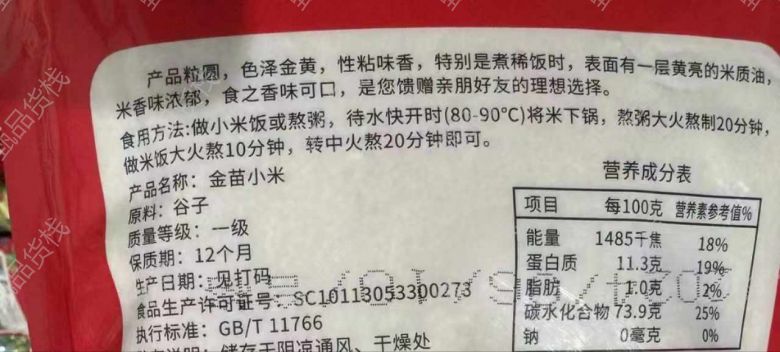 产品粒圆，色泽金黄，性粘味香，特别是煮稀饭时，表面有一层黄亮的米质油，
米香味浓郁，食之香味可口，是您馈赠亲朋好友的理想选择。
食用方法:做小米饭或熬粥，待水快开时(80-90℃)将米下锅，熬粥大火熬制20分钟，
做米饭大火熬10分钟，转中火熬20分钟即可。
产品名称：金苗小米
原料：谷子
质量等级：一级
保质期：12个月
生产日期：见打码
食品生产许可证号：SC10113053300273
执行标准：GB/T 11766
储存于阴凉通风、干燥处
营养成分表
项目 每100克 营养素参考值%
能量 1485千焦 18%
蛋白质 11.3克 19%
脂肪 1.0克 2%
碳水化合物 73.9克 25%
钠 0毫克 0%
品货栈